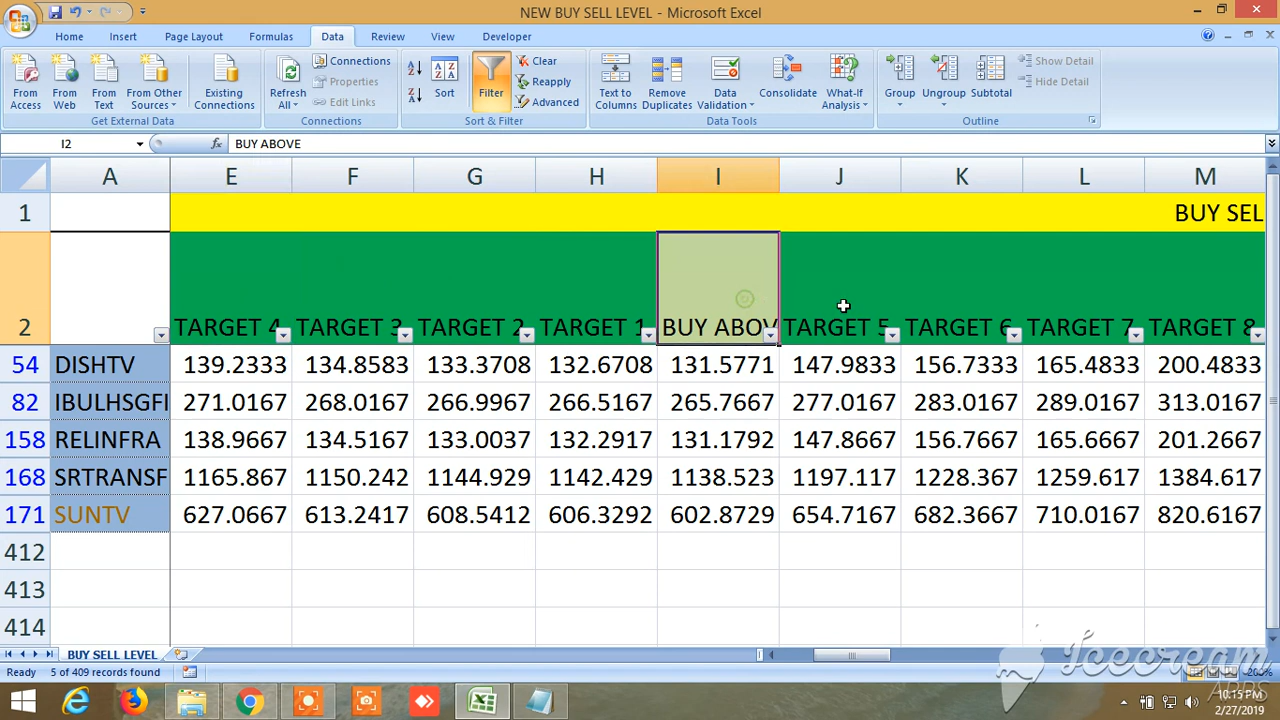 NEW BUY SELL LEVEL - Microsoft Excel
Home Insert Page Layout Formulas Data Review View Developer
From Access
From Web
From Text
From Other Sources
Existing Connections
Get External Data
Refresh All
Connections
Properties
Edit Links
Connections
Sort
Filter
Clear
Reapply
Advanced
Sort & Filter
Text to Columns
Remove Duplicates
Data Validation
Consolidate
What-If Analysis
Data Tools
Group
Ungroup
Subtotal
Show Detail
Hide Detail
Outline
I2 fx BUY ABOVE
A E F G H I J K L M
1 BUY SEL
2 TARGET 4 TARGET 3 TARGET 2 TARGET 1 BUY ABOV TARGET 5 TARGET 6 TARGET 7 TARGET 8
54 DISHTV 139.2333 134.8583 133.3708 132.6708 131.5771 147.9833 156.7333 165.4833 200.4833
82 IBULHSGFI 271.0167 268.0167 266.9967 266.5167 265.7667 277.0167 283.0167 289.0167 313.0167
158 RELINFRA 138.9667 134.5167 133.0037 132.2917 131.1792 147.8667 156.7667 165.6667 201.2667
168 SRTRANSF 1165.867 1150.242 1144.929 1142.429 1138.523 1197.117 1228.367 1259.617 1384.617
171 SUNTV 627.0667 613.2417 608.5412 606.3292 602.8729 654.7167 682.3667 710.0167 820.6167
412
413
414
BUY SELL LEVEL
Ready 5 of 409 records found 200%
Icecream
APPS
10:15 PM
2/27/2019